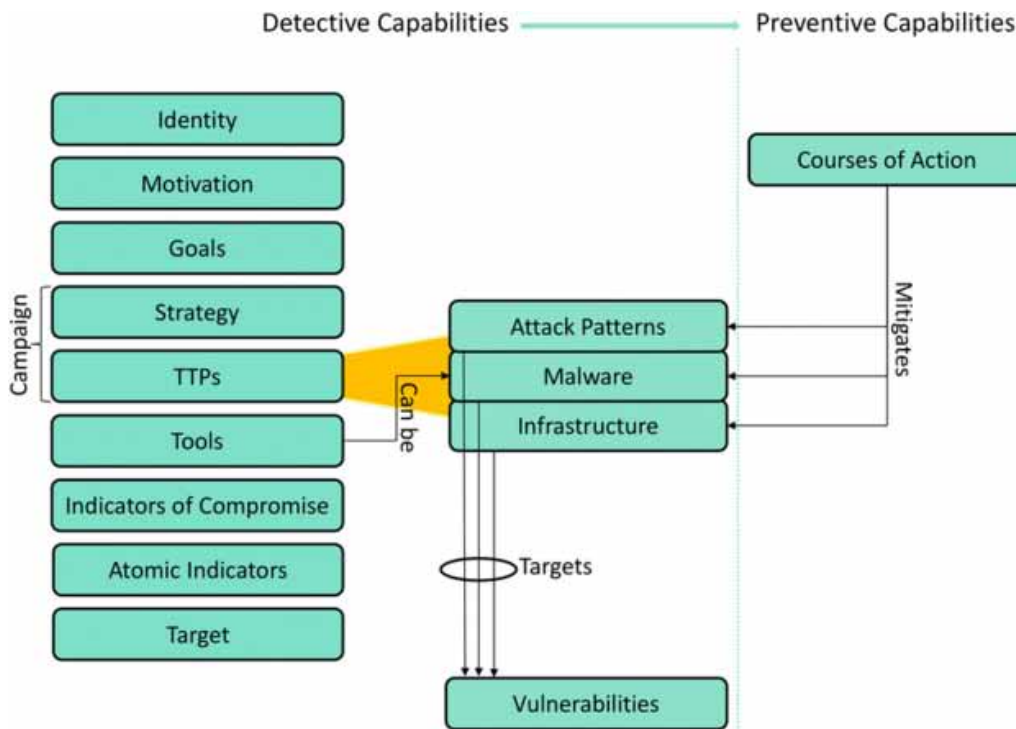 Detective Capabilities
Preventive Capabilities
Identity
Motivation
Goals
Strategy
TTPs
Tools
Indicators of Compromise
Atomic Indicators
Target
Campaign
Attack Patterns
Malware
Infrastructure
Can be
Targets
Vulnerabilities
Courses of Action
Mitigates